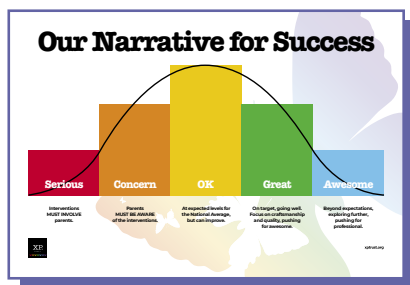 Our Narrative for Success
Serious
Concern
OK
Great
Awesome
Interventions
MUST INVOLVE
parents.
Parents
MUST BE AWARE
of the interventions.
At expected levels for
the National Average,
but can improve.
On target, going well.
Focus on craftsmanship
and quality, pushing
for awesome.
Beyond expectations,
exploring further,
pushing for
professional.
XP
xptrust.org